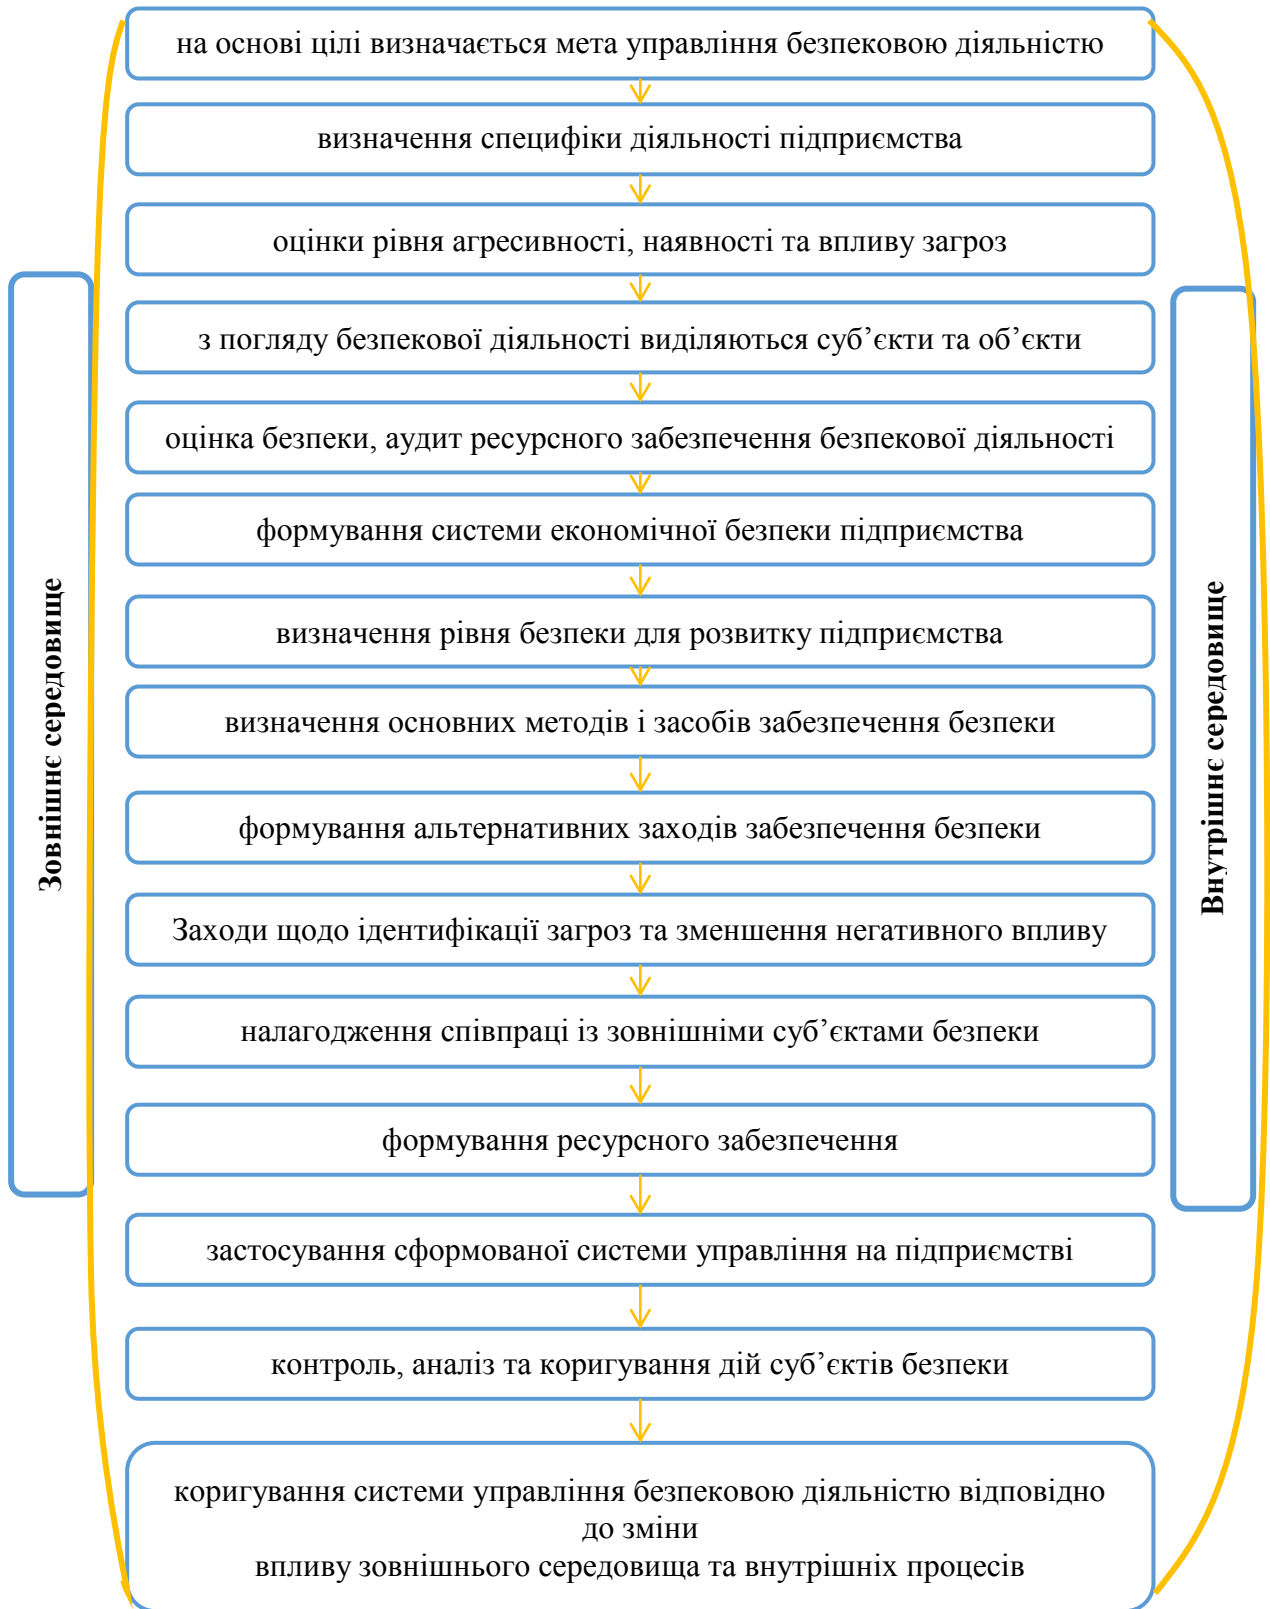 на основі цілі визначається мета управління безпековою діяльністю
визначення специфіки діяльності підприємства
оцінки рівня агресивності, наявності та впливу загроз
з погляду безпекової діяльності виділяються суб’єкти та об’єкти
оцінка безпеки, аудит ресурсного забезпечення безпекової діяльності
формування системи економічної безпеки підприємства
визначення рівня безпеки для розвитку підприємства
визначення основних методів і засобів забезпечення безпеки
формування альтернативних заходів забезпечення безпеки
Заходи щодо ідентифікації загроз та зменшення негативного впливу
налагодження співпраці із зовнішніми суб’єктами безпеки
формування ресурсного забезпечення
застосування сформованої системи управління на підприємстві
контроль, аналіз та коригування дій суб’єктів безпеки
коригування системи управління безпековою діяльністю відповідно
до зміни
впливу зовнішнього середовища та внутрішніх процесів
Зовнішнє середовище
Внутрішнє середовище